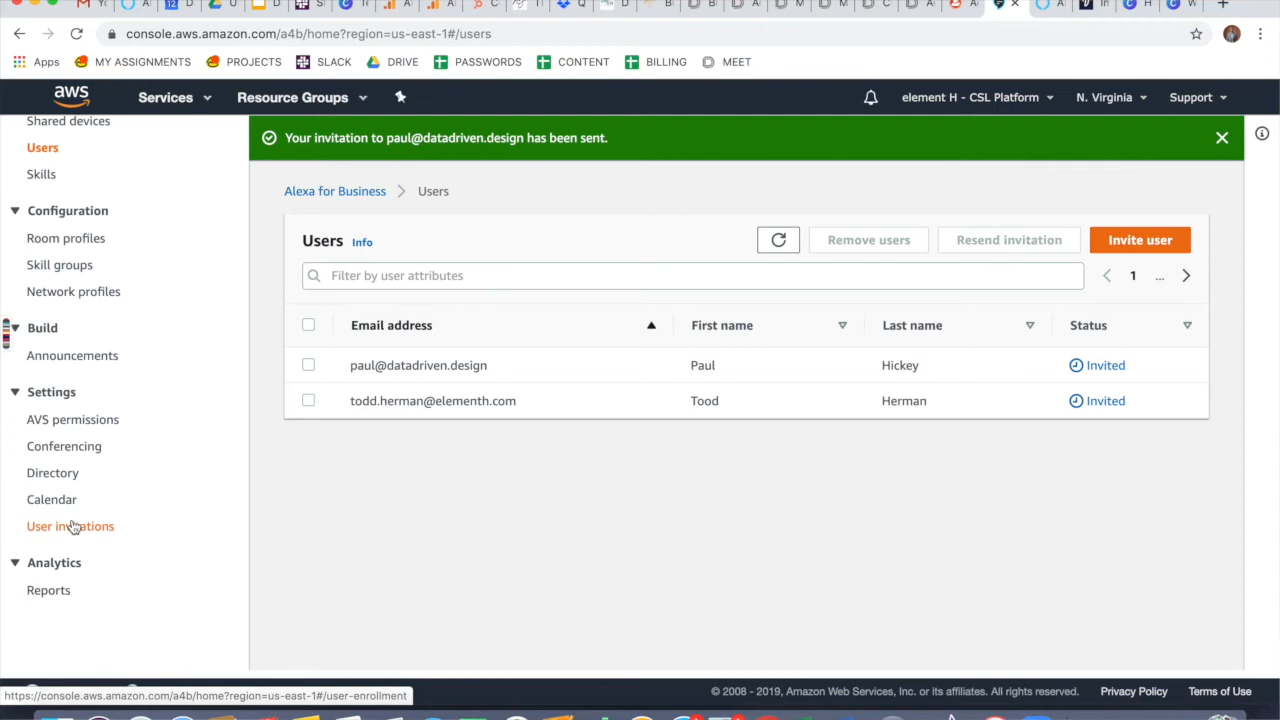 console.aws.amazon.com/a4b/home?region=us-east-1#/users
Apps MY ASSIGNMENTS PROJECTS SLACK DRIVE PASSWORDS CONTENT BILLING MEET
aws Services Resource Groups element H - CSL Platform N. Virginia Support
Shared devices
Users
Skills
Configuration
Room profiles
Skill groups
Network profiles
Build
Announcements
Settings
AVS permissions
Conferencing
Directory
Calendar
User invitations
Analytics
Reports
Your invitation to paul@datadriven.design has been sent.
Alexa for Business Users
Users Info Remove users Resend invitation Invite user
Filter by user attributes 1 ...
Email address First name Last name Status
paul@datadriven.design Paul Hickey Invited
todd.herman@elementh.com Tood Herman Invited
https://console.aws.amazon.com/a4b/home?region=us-east-1#/user-enrollment
© 2008 - 2019, Amazon Web Services, Inc. or its affiliates. All rights reserved. Privacy Policy Terms of Use